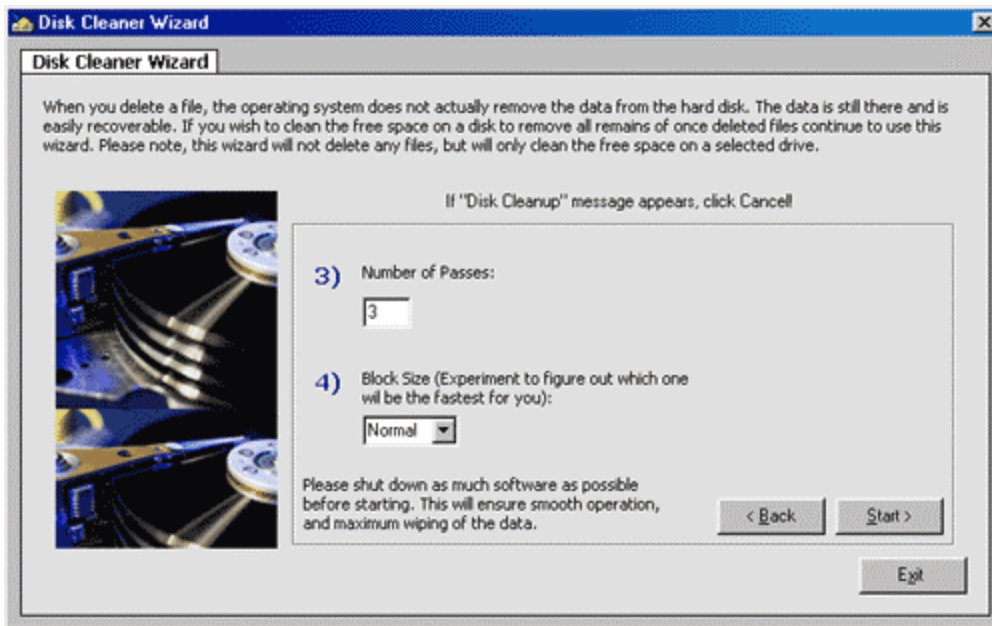 Disk Cleaner Wizard
Disk Cleaner Wizard
When you delete a file, the operating system does not actually remove the data from the hard disk. The data is still there and is
easily recoverable. If you wish to clean the free space on a disk to remove all remains of once deleted files continue to use this
wizard. Please note, this wizard will not delete any files, but will only clean the free space on a selected drive.
If "Disk Cleanup" message appears, click Cancel!
3) Number of Passes:
3
4) Block Size (Experiment to figure out which one
wil be the fastest for you):
Normal
Please shut down as much software as possible
before starting. This will ensure smooth operation,
and maximum wiping of the data.
< Back
Start >
Exit